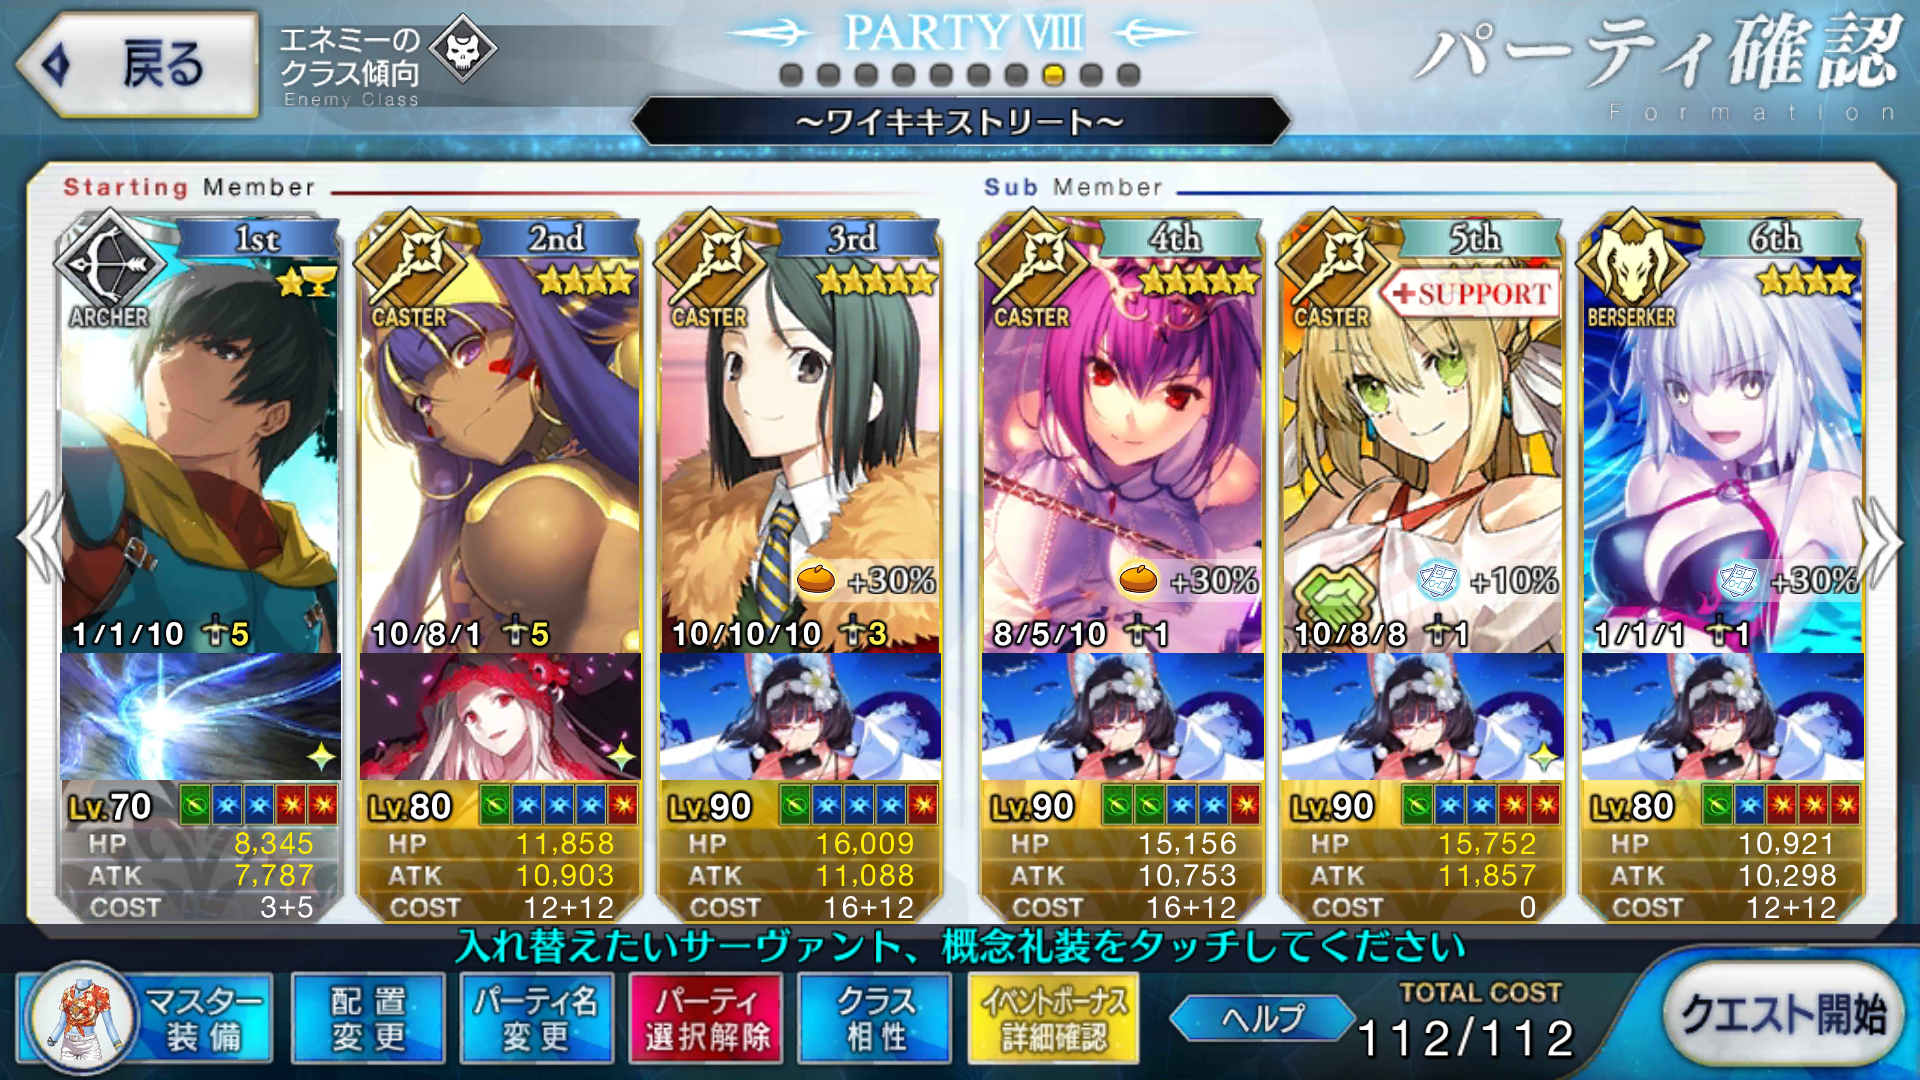 戻る
エネミーの
クラス傾向
Enemy Class
PARTY Ⅷ
～ワイキキストリート～
パーティ確認
Formation
Starting Member
Sub Member
ARCHER
1st
1/1/10 5
Lv.70
HP 8,345
ATK 7,787
COST 3+5
CASTER
2nd
10/8/1 5
Lv.80
HP 11,858
ATK 10,903
COST 12+12
CASTER
3rd
+30%
10/10/10 3
Lv.90
HP 16,009
ATK 11,088
COST 16+12
CASTER
4th
+30%
8/5/10 1
Lv.90
HP 15,156
ATK 10,753
COST 16+12
CASTER
5th
+SUPPORT
+10%
10/8/8 1
Lv.90
HP 15,752
ATK 11,857
COST 0
BERSERKER
6th
+30%
1/1/1 1
Lv.80
HP 10,921
ATK 10,298
COST 12+12
入れ替えたいサーヴァント、概念礼装をタッチしてください
マスター
装備
配置
変更
パーティ名
変更
パーティ
選択解除
クラス
相性
イベントボーナス
詳細確認
ヘルプ
TOTAL COST
112/112
クエスト開始